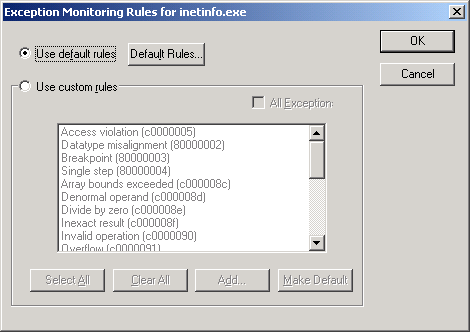 Exception Monitoring Rules for inetinfo.exe
Use default rules
Default Rules...
OK
Cancel
Use custom rules
All Exception
Access violation (c0000005)
Datatype misalignment (80000002)
Breakpoint (80000003)
Single step (80000004)
Array bounds exceeded (c000008c)
Denormal operand (c000008d)
Divide by zero (c000008e)
Inexact result (c000008f)
Invalid operation (c0000090)
Overflow (c0000091)
Select All
Clear All
Add...
Make Default